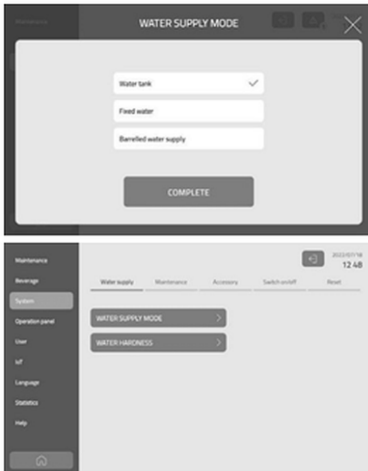 Maintenance
WATER SUPPLY MODE
Water tank
Fixed water
Barrelled water supply
COMPLETE
Maintenance
2022/07/18
12 48
Beverage
Water supply Maintenance Accessory Switch on/off Reset
System
Operation panel
WATER SUPPLY MODE
User
WATER HARDNESS
IoT
Language
Statistics
Help